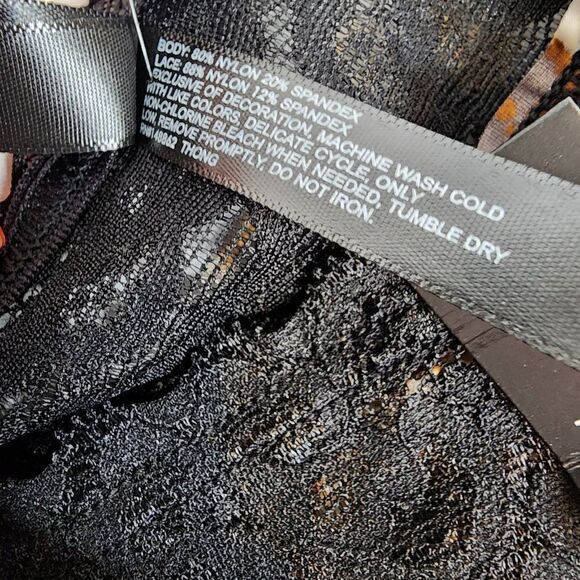 BODY: 80% NYLON 20% SPANDEX
LACE: 88% NYLON 12% SPANDEX
EXCLUSIVE OF DECORATION. MACHINE WASH COLD
WITH LIKE COLORS. DELICATE CYCLE. ONLY
NON-CHLORINE BLEACH WHEN NEEDED. TUMBLE DRY
LOW. REMOVE PROMPTLY. DO NOT IRON.
THONG